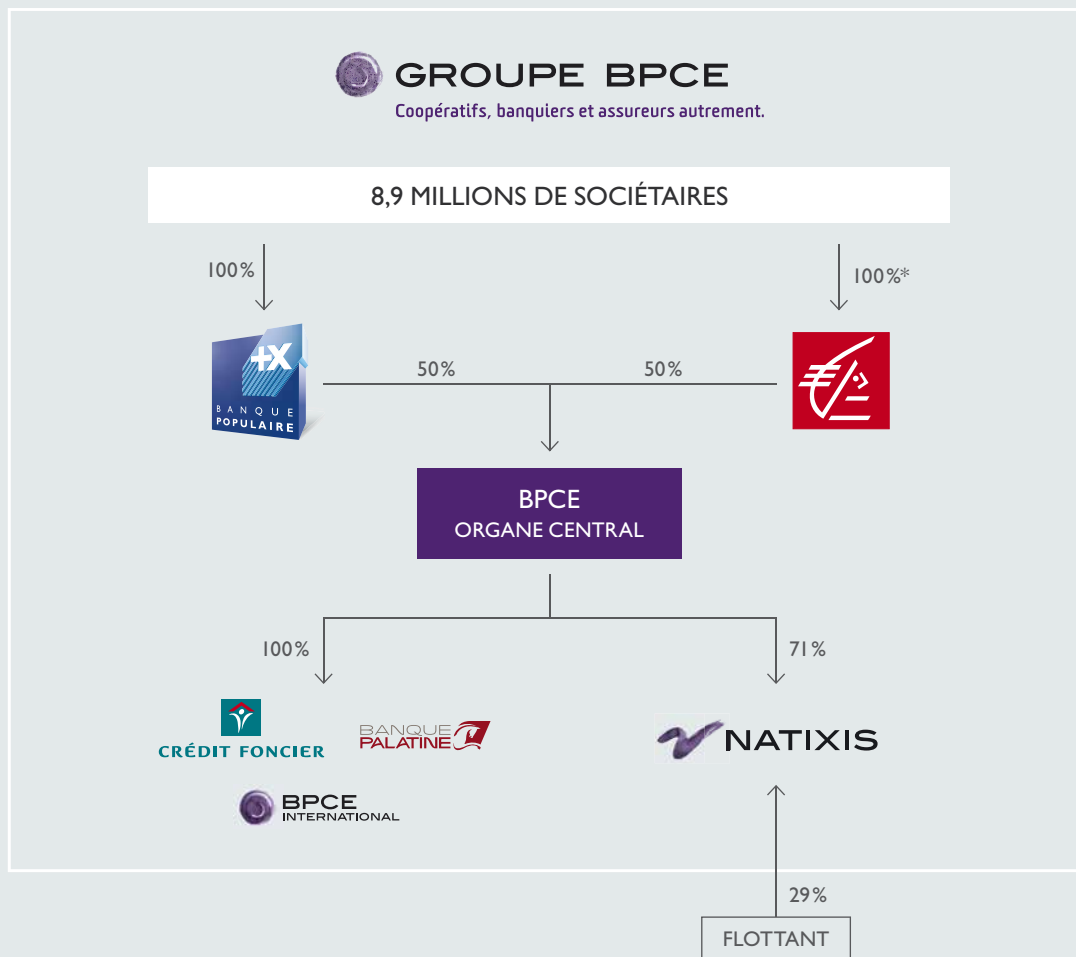 GROUPE BPCE
Coopératifs, banquiers et assureurs autrement.
8,9 MILLIONS DE SOCIÉTAIRES
100%
100%*
+X
BANQUE
POPULAIRE
50%
50%
BPCE
ORGANE CENTRAL
100%
71%
CRÉDIT FONCIER
BANQUE
PALATINE
NATIXIS
BPCE
INTERNATIONAL
29%
FLOTTANT